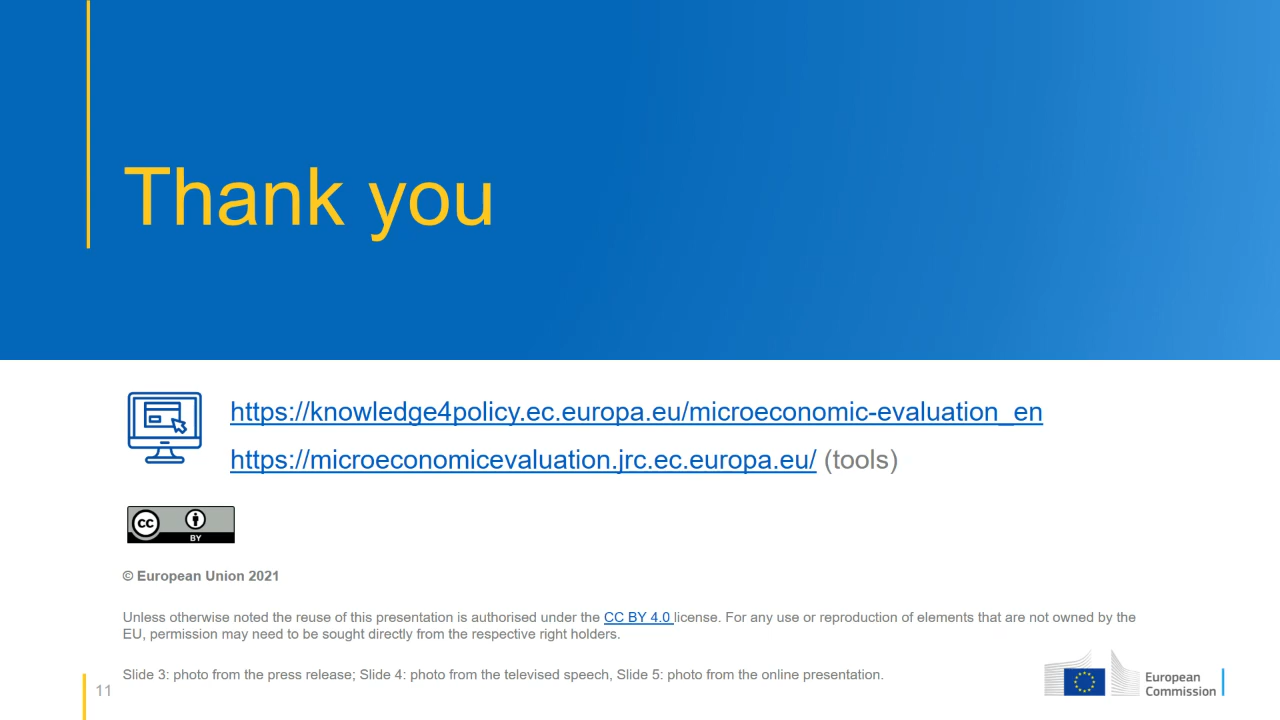 Thank you
https://knowledge4policy.ec.europa.eu/microeconomic-evaluation_en
https://microeconomicevaluation.jrc.ec.europa.eu/ (tools)
cc
BY
© European Union 2021
Unless otherwise noted the reuse of this presentation is authorised under the CC BY 4.0 license. For any use or reproduction of elements that are not owned by the
EU, permission may need to be sought directly from the respective right holders.
Slide 3: photo from the press release; Slide 4: photo from the televised speech, Slide 5: photo from the online presentation.
11
European
Commission